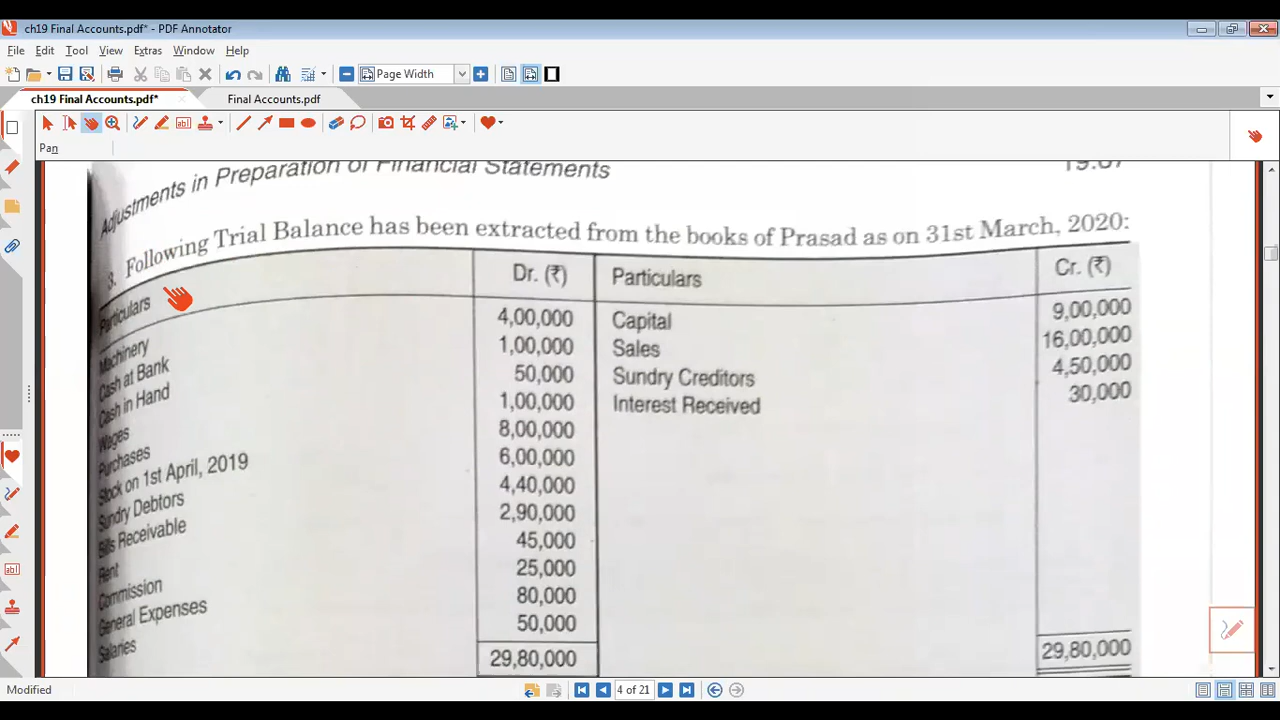 ch19 Final Accounts.pdf* - PDF Annotator
File Edit Tool View Extras Window Help
Page Width
ch19 Final Accounts.pdf* Final Accounts.pdf
Pan
Adjustments in Preparation of Financial Statements
3. Following Trial Balance has been extracted from the books of Prasad as on 31st March, 2020:
Particulars Dr. (₹) Particulars Cr. (₹)
Machinery 4,00,000 Capital 9,00,000
Cash at Bank 1,00,000 Sales 16,00,000
Cash in Hand 50,000 Sundry Creditors 4,50,000
Wages 1,00,000 Interest Received 30,000
Purchases 8,00,000
Stock on 1st April, 2019 6,00,000
Sundry Debtors 4,40,000
Bills Receivable 2,90,000
Rent 45,000
Commission 25,000
General Expenses 80,000
Salaries 50,000
29,80,000 29,80,000
Modified 4 of 21